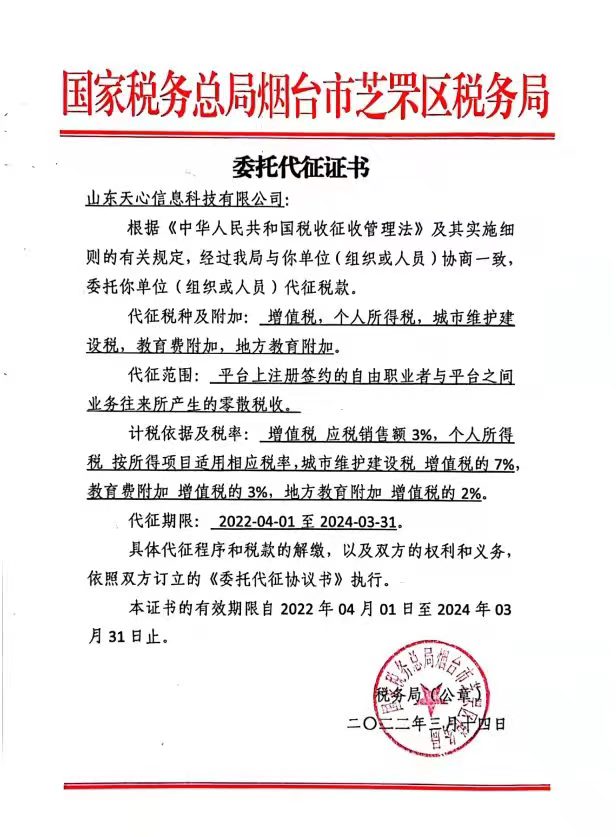 国家税务总局烟台市芝罘区税务局
委托代征证书
山东天心信息科技有限公司：
根据《中华人民共和国税收征收管理法》及其实施细
则的有关规定，经过我局与你单位（组织或人员）协商一致，
委托你单位（组织或人员）代征税款。
代征税种及附加： 增值税，个人所得税，城市维护建
设税，教育费附加，地方教育附加。
代征范围： 平台上注册签约的自由职业者与平台之间
业务往来所产生的零散税收。
计税依据及税率： 增值税 应税销售额 3%，个人所得
税 按所得项目适用相应税率，城市维护建设税 增值税的 7%，
教育费附加 增值税的 3%，地方教育附加 增值税的 2%。
代征期限： 2022-04-01 至 2024-03-31。
具体代征程序和税款的解缴，以及双方的权利和义务，
依照双方订立的《委托代征协议书》执行。
本证书的有效期限自 2022 年 04 月 01 日至 2024 年 03
月 31 日止。
国家税务总局烟台市芝罘区税务局
税务局（公章）
二〇二二年三月十四日